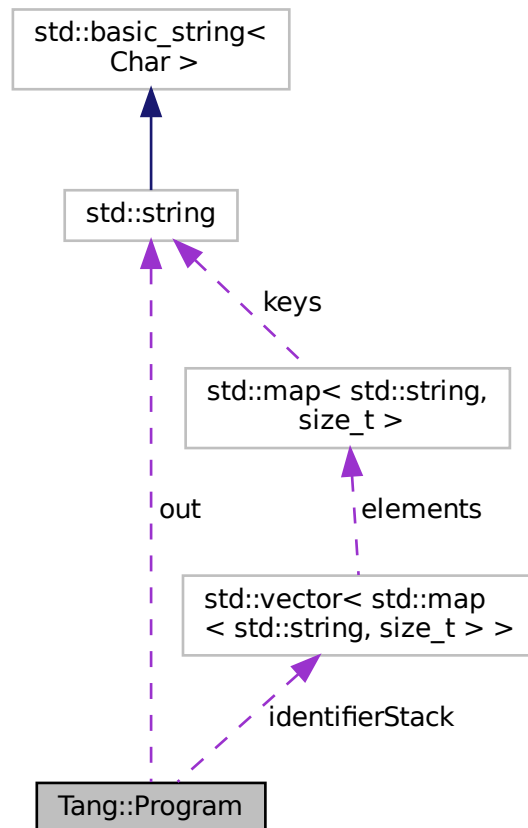 std::basic_string<
Char >
std::string
keys
std::map< std::string,
size_t >
out
elements
std::vector< std::map
< std::string, size_t > >
identifierStack
Tang::Program